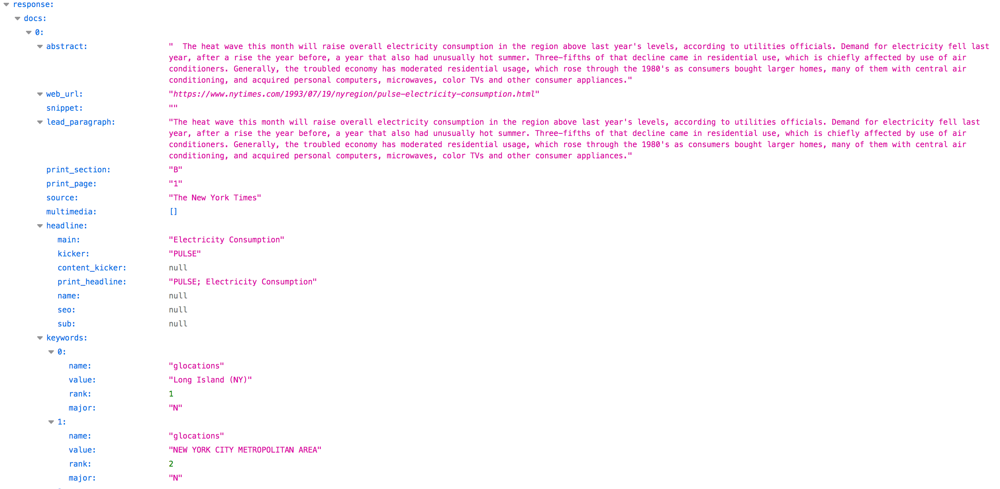 response:
docs:
0:
abstract: "  The heat wave this month will raise overall electricity consumption in the region above last year's levels, according to utilities officials. Demand for electricity fell last
year, after a rise the year before, a year that also had unusually hot summer. Three-fifths of that decline came in residential use, which is chiefly affected by use of air
conditioners. Generally, the troubled economy has moderated residential usage, which rose through the 1980's as consumers bought larger homes, many of them with central air
conditioning, and acquired personal computers, microwaves, color TVs and other consumer appliances."
web_url: "https://www.nytimes.com/1993/07/19/nyregion/pulse-electricity-consumption.html"
snippet: ""
lead_paragraph: "The heat wave this month will raise overall electricity consumption in the region above last year's levels, according to utilities officials. Demand for electricity fell last
year, after a rise the year before, a year that also had unusually hot summer. Three-fifths of that decline came in residential use, which is chiefly affected by use of air
conditioners. Generally, the troubled economy has moderated residential usage, which rose through the 1980's as consumers bought larger homes, many of them with central air
conditioning, and acquired personal computers, microwaves, color TVs and other consumer appliances."
print_section: "B"
print_page: "1"
source: "The New York Times"
multimedia: []
headline:
main: "Electricity Consumption"
kicker: "PULSE"
content_kicker: null
print_headline: "PULSE; Electricity Consumption"
name: null
seo: null
sub: null
keywords:
0:
name: "glocations"
value: "Long Island (NY)"
rank: 1
major: "N"
1:
name: "glocations"
value: "NEW YORK CITY METROPOLITAN AREA"
rank: 2
major: "N"